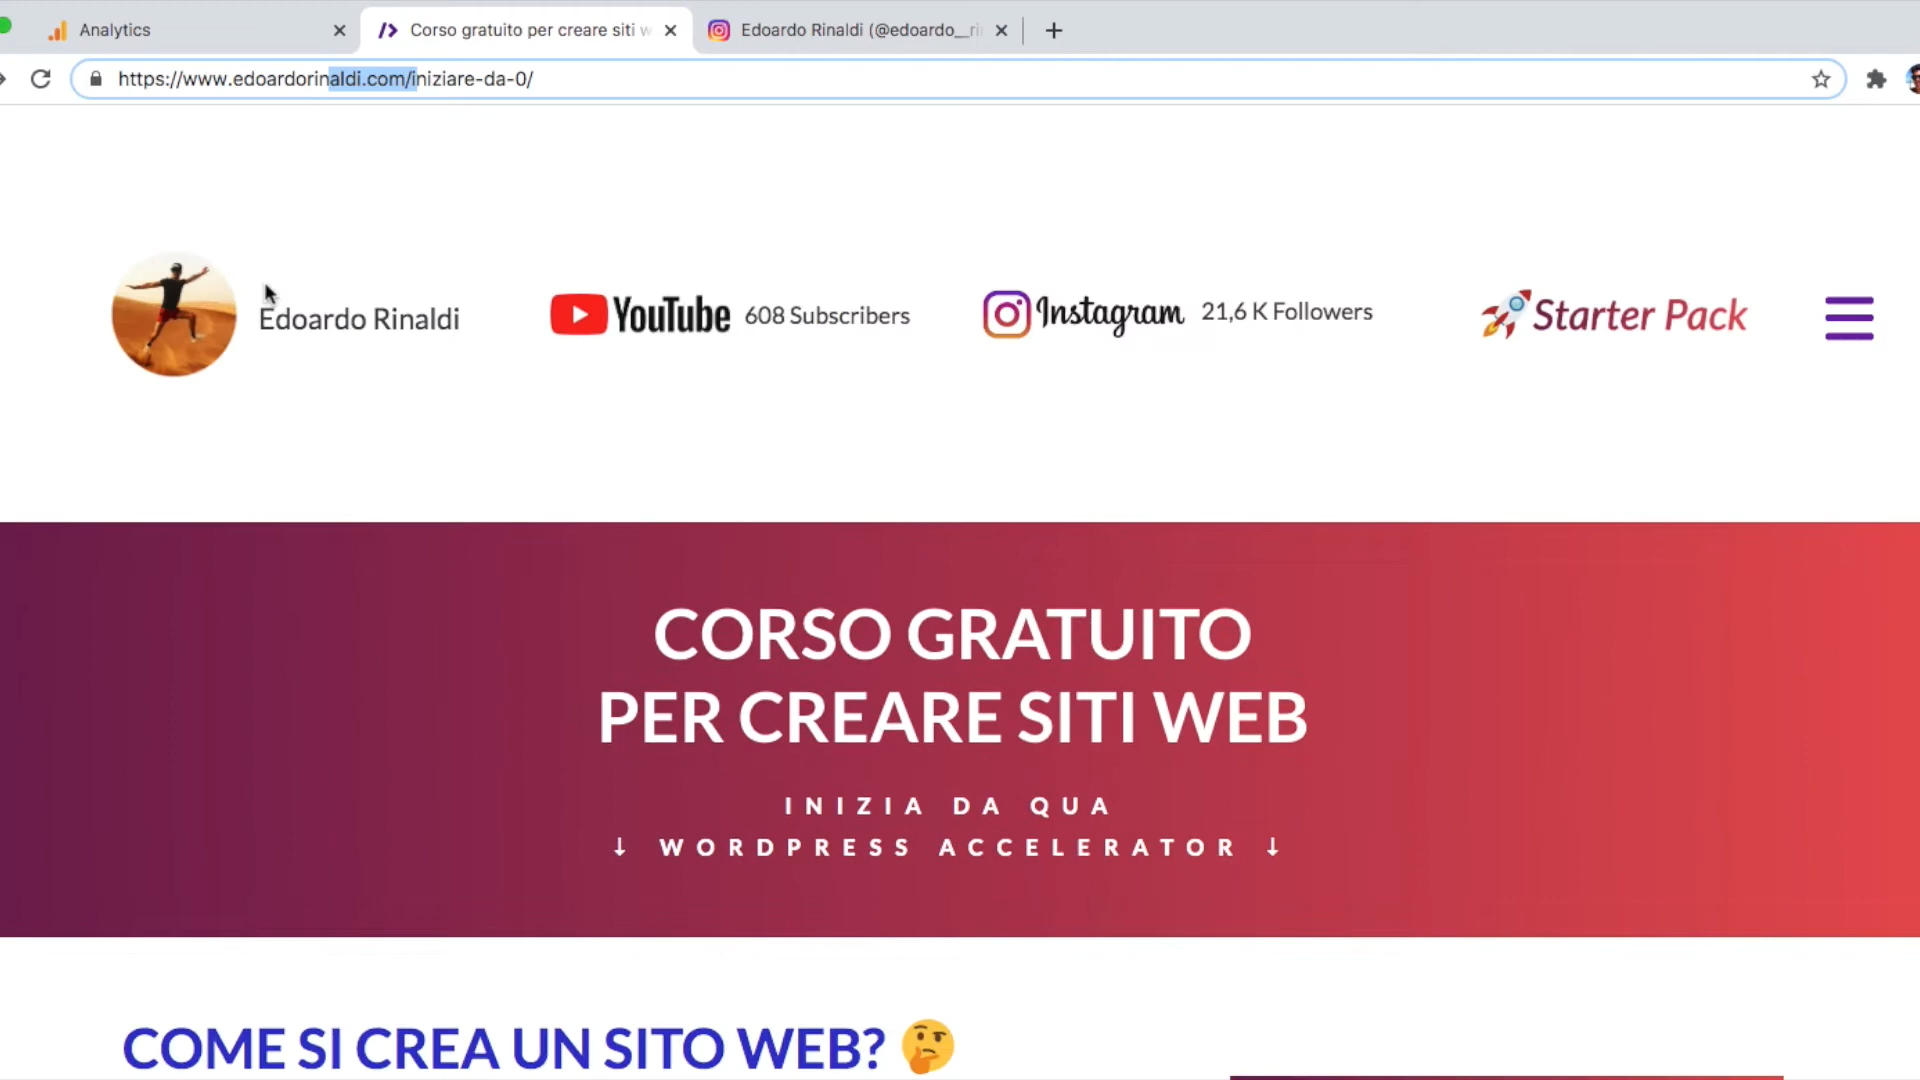 Analytics
Corso gratuito per creare siti w
Edoardo Rinaldi (@edoardo__ri
https://www.edoardorinaldi.com/iniziare-da-0/
Edoardo Rinaldi
YouTube 608 Subscribers
Instagram 21,6 K Followers
Starter Pack
CORSO GRATUITO
PER CREARE SITI WEB
INIZIA DA QUA
↓ WORDPRESS ACCELERATOR ↓
COME SI CREA UN SITO WEB? 🤔